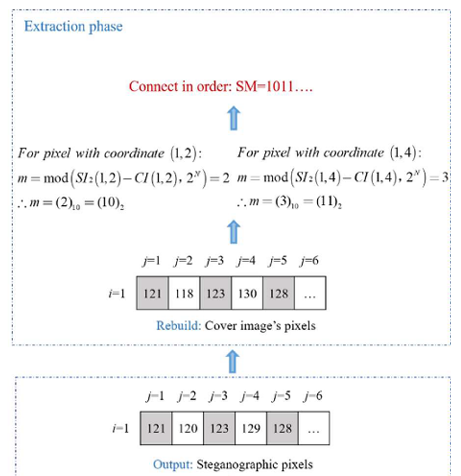 Extraction phase
Connect in order: SM=1011….
For pixel with coordinate (1,2):
m = mod(SI₂(1,2)−CI(1,2), 2ᴺ) = 2
∴ m = (2)₁₀ = (10)₂
For pixel with coordinate (1,4):
m = mod(SI₂(1,4)−CI(1,4), 2ᴺ) = 3
∴ m = (3)₁₀ = (11)₂
j=1 j=2 j=3 j=4 j=5 j=6
i=1 121 118 123 130 128 …
Rebuild: Cover image's pixels
j=1 j=2 j=3 j=4 j=5 j=6
i=1 121 120 123 129 128 …
Output: Steganographic pixels